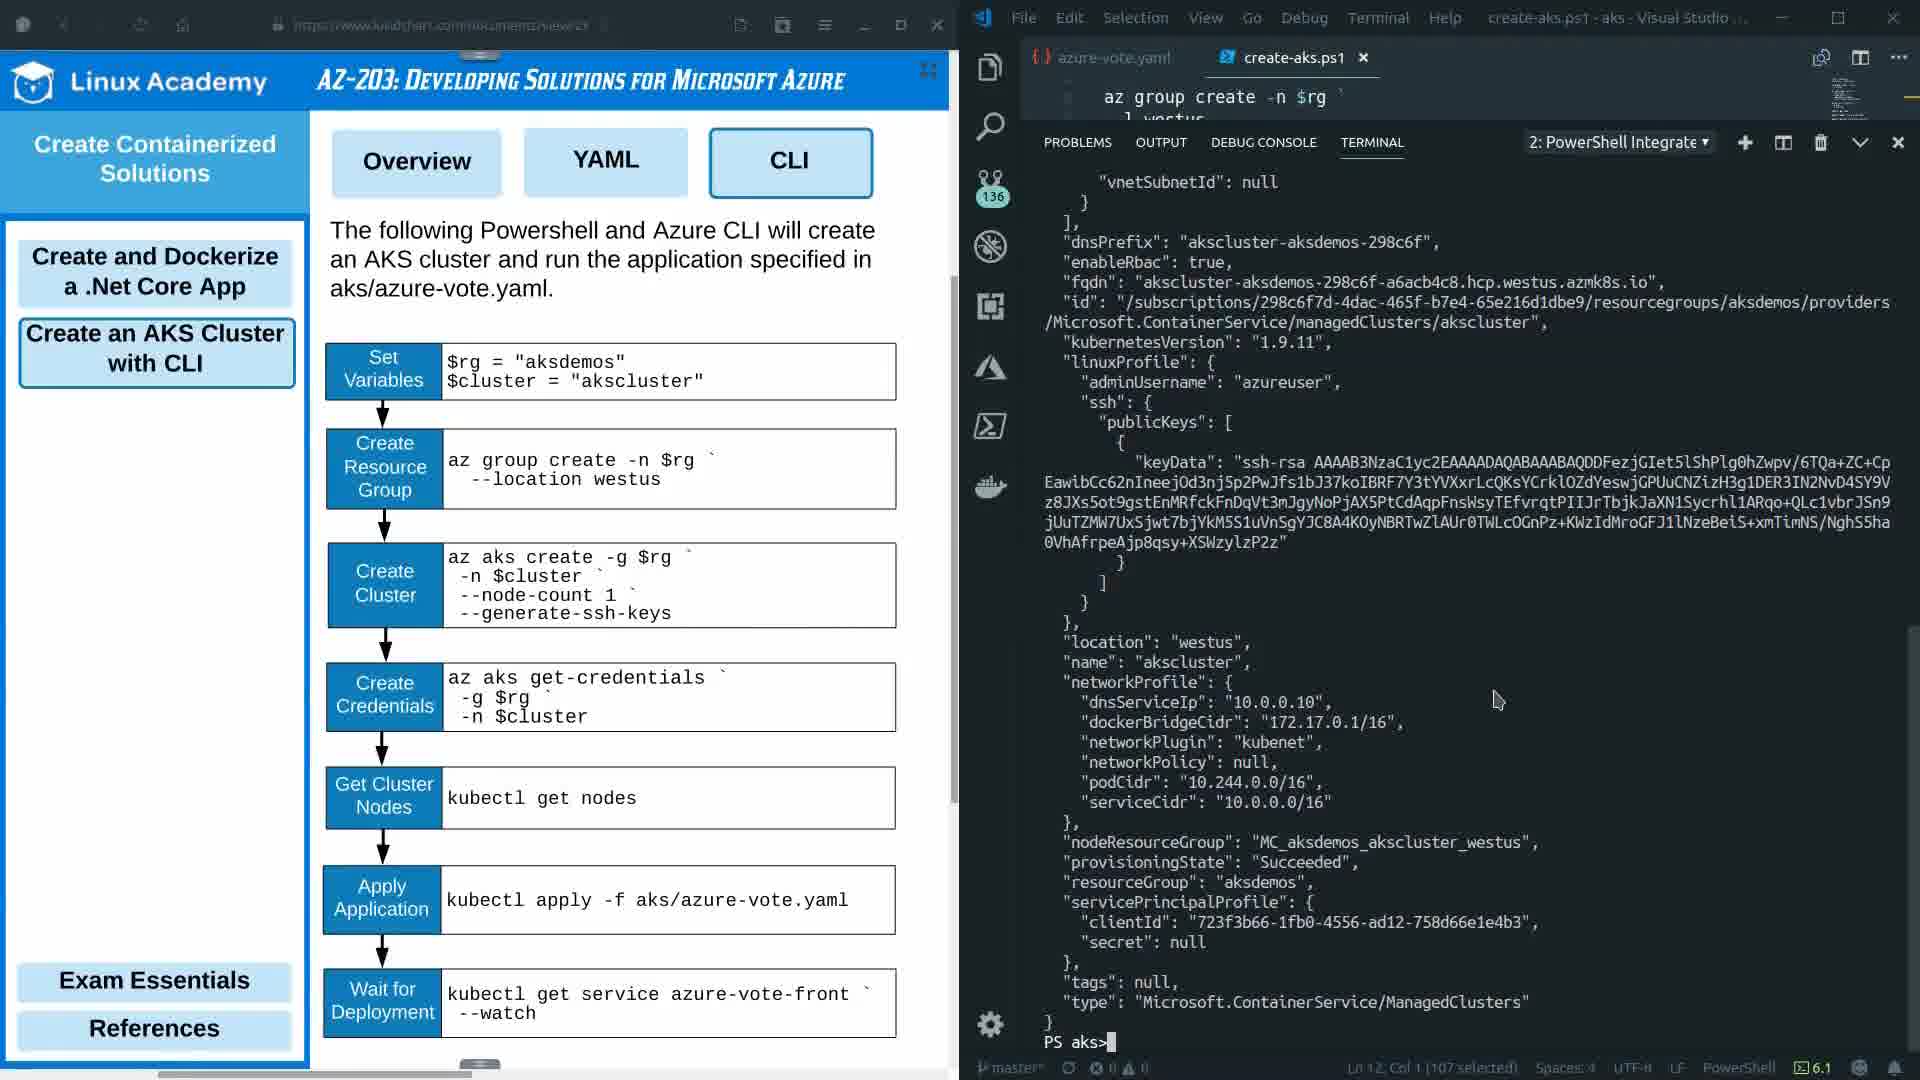 https://www.lucidchart.com/documents/view/2f
Linux Academy
AZ-203: Developing Solutions for Microsoft Azure
Create Containerized
Solutions
Create and Dockerize
a .Net Core App
Create an AKS Cluster
with CLI
Exam Essentials
References
Overview
YAML
CLI
The following Powershell and Azure CLI will create
an AKS cluster and run the application specified in
aks/azure-vote.yaml.
Set
Variables
$rg = "aksdemos"
$cluster = "akscluster"
Create
Resource
Group
az group create -n $rg `
--location westus
Create
Cluster
az aks create -g $rg `
-n $cluster `
--node-count 1 `
--generate-ssh-keys
Create
Credentials
az aks get-credentials `
-g $rg `
-n $cluster
Get Cluster
Nodes
kubectl get nodes
Apply
Application
kubectl apply -f aks/azure-vote.yaml
Wait for
Deployment
kubectl get service azure-vote-front `
--watch
File Edit Selection View Go Debug Terminal Help create-aks.ps1 - aks - Visual Studio ...
azure-vote.yaml
create-aks.ps1
az group create -n $rg `
-l westus
PROBLEMS OUTPUT DEBUG CONSOLE TERMINAL
2: PowerShell Integrate
136
"vnetSubnetId": null
}
],
"dnsPrefix": "akscluster-aksdemos-298c6f",
"enableRbac": true,
"fqdn": "akscluster-aksdemos-298c6f-a6acb4c8.hcp.westus.azmk8s.io",
"id": "/subscriptions/298c6f7d-4dac-465f-b7e4-65e216d1dbe9/resourcegroups/aksdemos/providers
/Microsoft.ContainerService/managedClusters/akscluster",
"kubernetesVersion": "1.9.11",
"linuxProfile": {
"adminUsername": "azureuser",
"ssh": {
"publicKeys": [
{
"keyData": "ssh-rsa AAAAB3NzaC1yc2EAAAADAQABAAABAQDDFezjGIet5lShPlg0hZwpv/6TQa+ZC+Cp
EawibCc62nIneejOd3nj5p2PwJfs1bJ37koIBRF7Y3tYVXxrLcQKsYCrklOZdYeswjGPUuCNZizH3g1DER3IN2NvD4SY9V
z8JXs5ot9gstEnMRfckFnDqVt3mJgyNoPjAX5PtCdAqpFnsWsyTEfvrqtPIIJrTbjkJaXN1Sycrhl1ARqo+QLc1vbrJSn9
jUuTZMW7UxSjwt7bjYkM5S1uVnSgYJC8A4KOyNBRTwZlAUr0TWLcOGnPz+KWzIdMroGFJ1lNzeBeiS+xmTimNS/NghS5ha
0VhAfrpeAjp8qsy+XSWzylzP2z"
}
]
}
},
"location": "westus",
"name": "akscluster",
"networkProfile": {
"dnsServiceIp": "10.0.0.10",
"dockerBridgeCidr": "172.17.0.1/16",
"networkPlugin": "kubenet",
"networkPolicy": null,
"podCidr": "10.244.0.0/16",
"serviceCidr": "10.0.0.0/16"
},
"nodeResourceGroup": "MC_aksdemos_akscluster_westus",
"provisioningState": "Succeeded",
"resourceGroup": "aksdemos",
"servicePrincipalProfile": {
"clientId": "723f3b66-1fb0-4556-ad12-758d66e1e4b3",
"secret": null
},
"tags": null,
"type": "Microsoft.ContainerService/ManagedClusters"
}
PS aks>
master* 0 0 Ln 12, Col 1 (107 selected) Spaces: 4 UTF-8 LF PowerShell 6.1